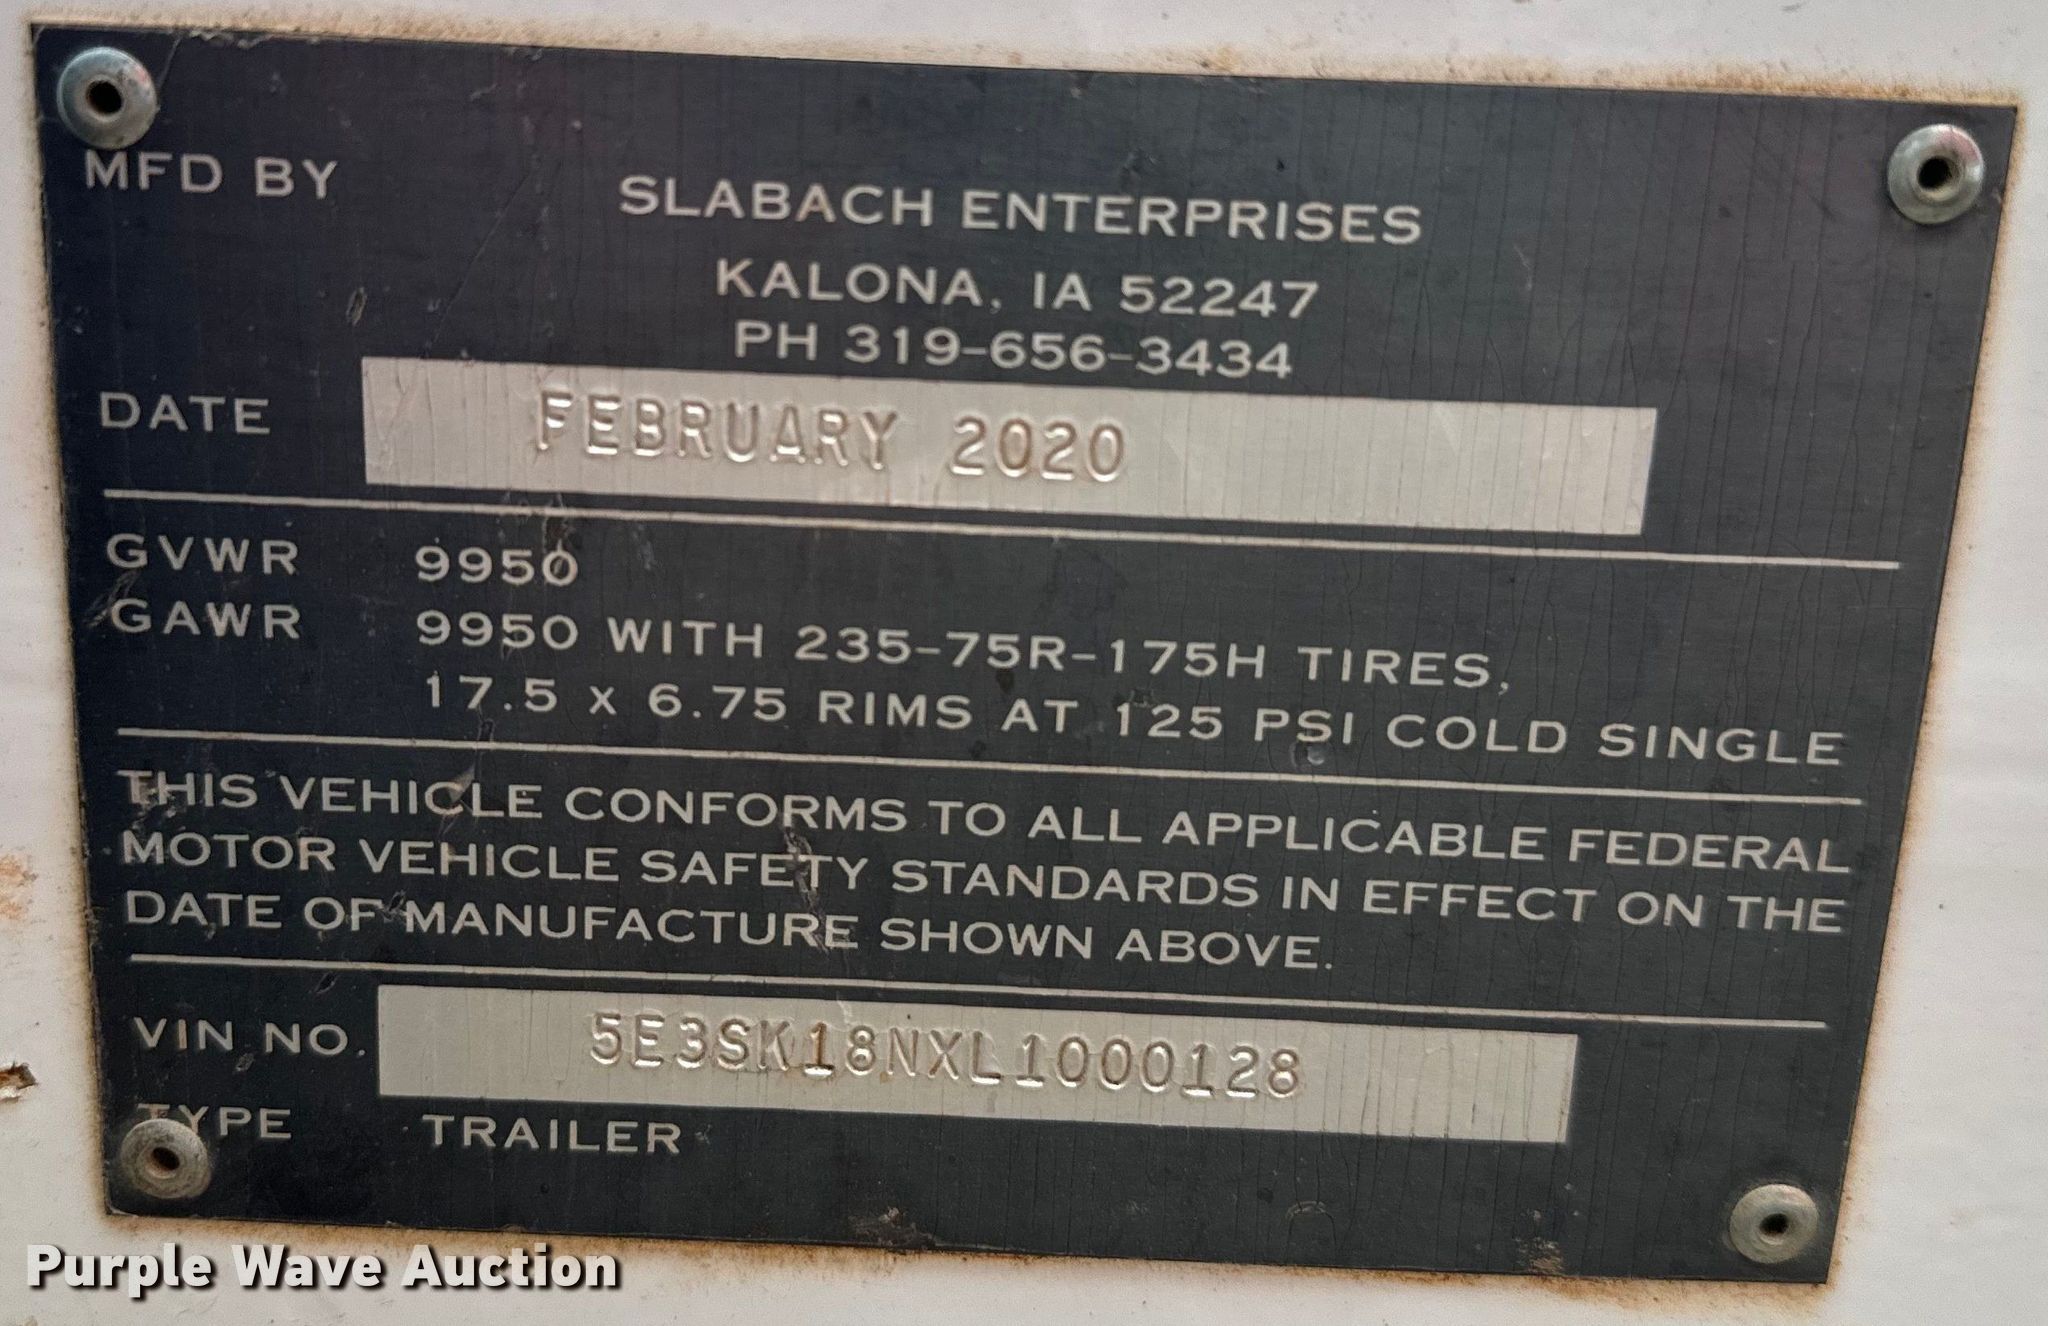 MFD BY
SLABACH ENTERPRISES
KALONA, IA 52247
PH 319-656-3434
DATE FEBRUARY 2020
GVWR 9950
GAWR 9950 WITH 235-75R-175H TIRES,
17.5 x 6.75 RIMS AT 125 PSI COLD SINGLE
THIS VEHICLE CONFORMS TO ALL APPLICABLE FEDERAL
MOTOR VEHICLE SAFETY STANDARDS IN EFFECT ON THE
DATE OF MANUFACTURE SHOWN ABOVE.
VIN NO. 5E3SK18NXL1000128
TYPE TRAILER
Purple Wave Auction